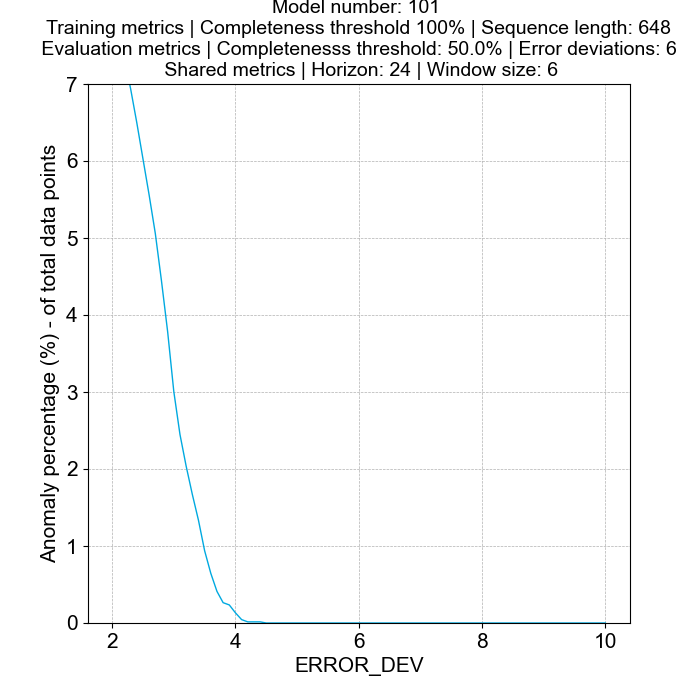 Model number: 101
Training metrics | Completeness threshold 100% | Sequence length: 648
Evaluation metrics | Completenesss threshold: 50.0% | Error deviations: 6
Shared metrics | Horizon: 24 | Window size: 6
Anomaly percentage (%) - of total data points
7
6
5
4
3
2
1
0
2 4 6 8 10
ERROR_DEV